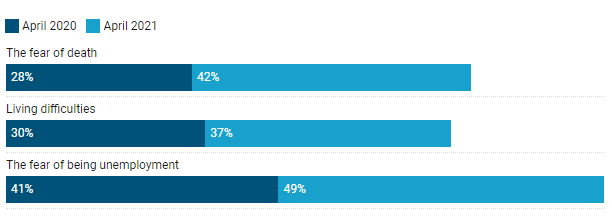 April 2020 April 2021
The fear of death
28% 42%
Living difficulties
30% 37%
The fear of being unemployment
41% 49%